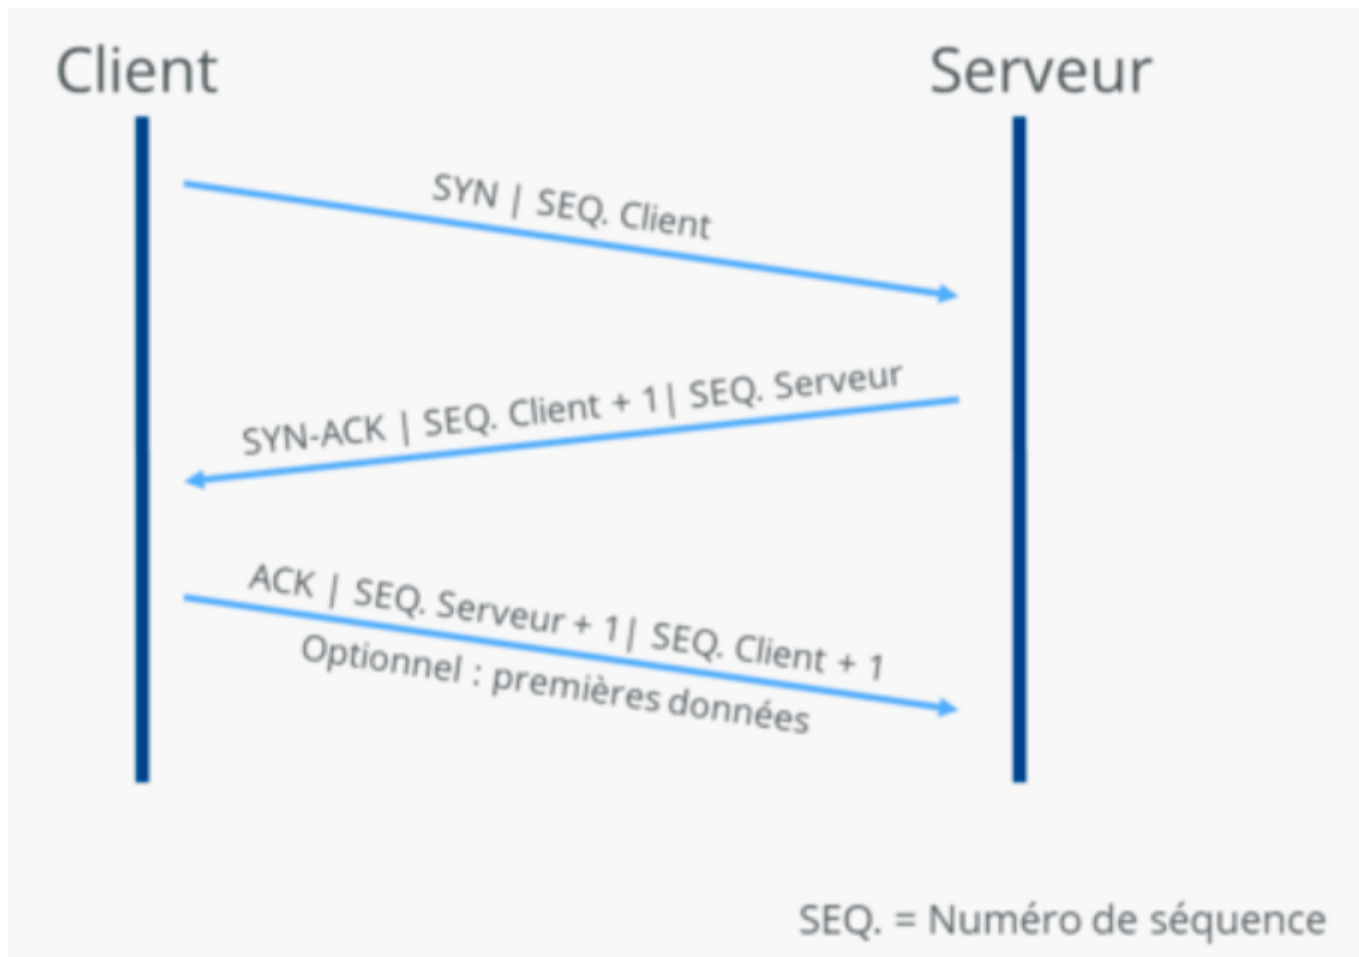 Client
Serveur
SYN | SEQ. Client
SYN-ACK | SEQ. Client + 1| SEQ. Serveur
ACK | SEQ. Serveur + 1| SEQ. Client + 1
Optionnel : premières données
SEQ. = Numéro de séquence